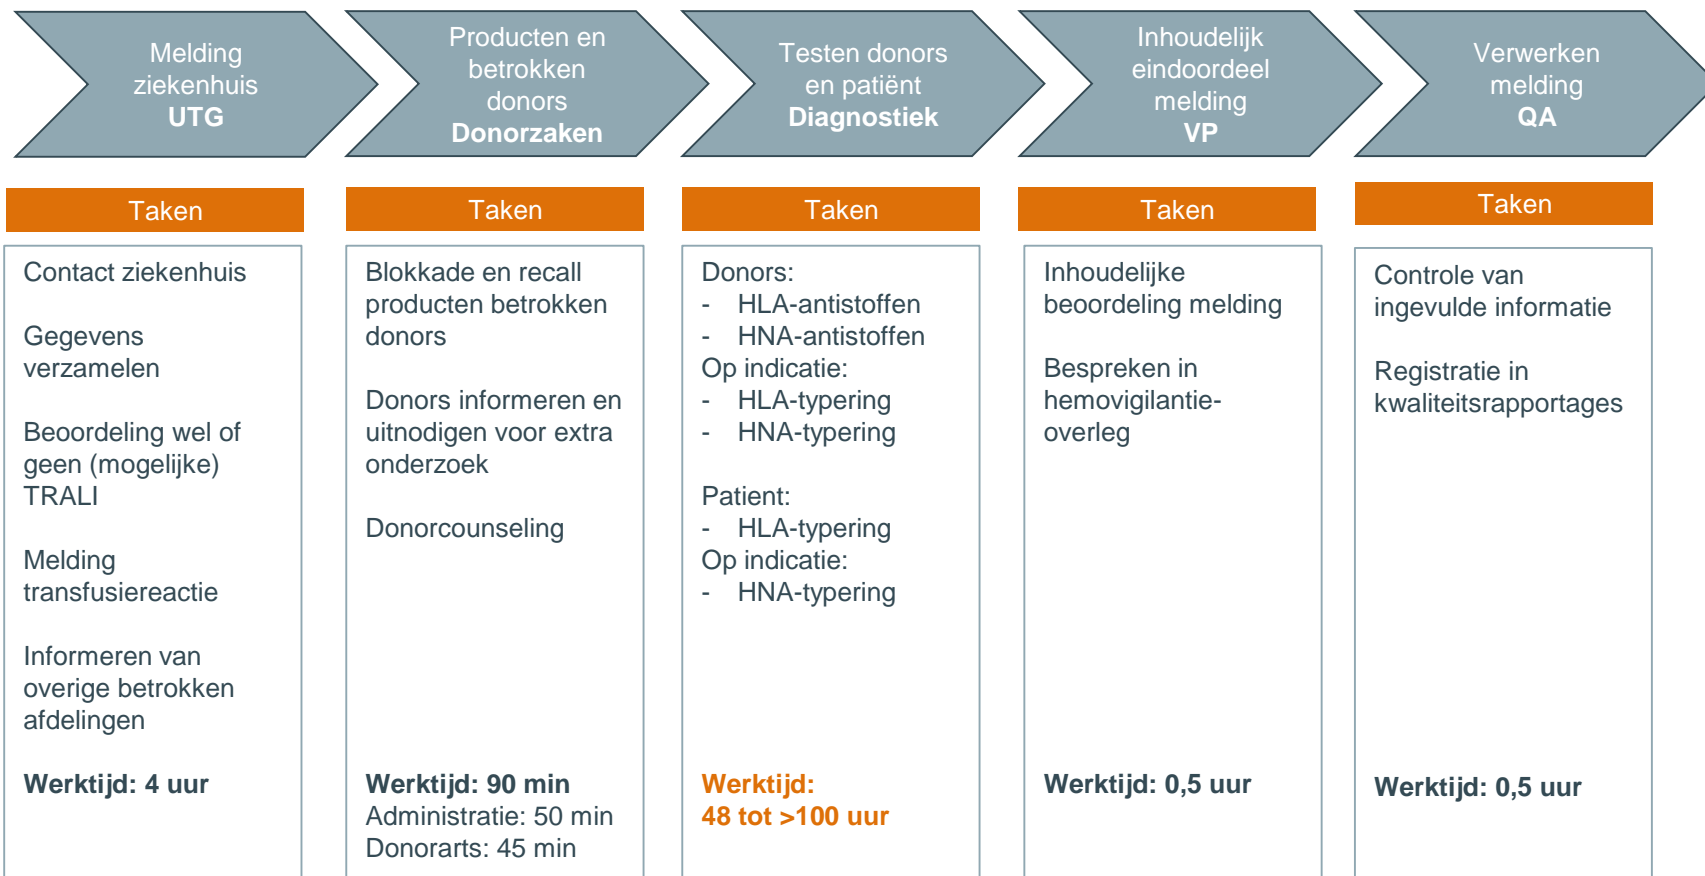 Melding
ziekenhuis
UTG
Producten en
betrokken
donors
Donorzaken
Testen donors
en patiënt
Diagnostiek
Inhoudelijk
eindoordeel
melding
VP
Verwerken
melding
QA
Taken
Taken
Taken
Taken
Taken
Contact ziekenhuis
Gegevens
verzamelen
Beoordeling wel of
geen (mogelijke)
TRALI
Melding
transfusiereactie
Informeren van
overige betrokken
afdelingen
Werktijd: 4 uur
Blokkade en recall
producten betrokken
donors
Donors informeren en
uitnodigen voor extra
onderzoek
Donorcounseling
Werktijd: 90 min
Administratie: 50 min
Donorarts: 45 min
Donors:
- HLA-antistoffen
- HNA-antistoffen
Op indicatie:
- HLA-typering
- HNA-typering
Patient:
- HLA-typering
Op indicatie:
- HNA-typering
Werktijd:
48 tot >100 uur
Inhoudelijke
beoordeling melding
Bespreken in
hemovigilantie-
overleg
Werktijd: 0,5 uur
Controle van
ingevulde informatie
Registratie in
kwaliteitsrapportages
Werktijd: 0,5 uur